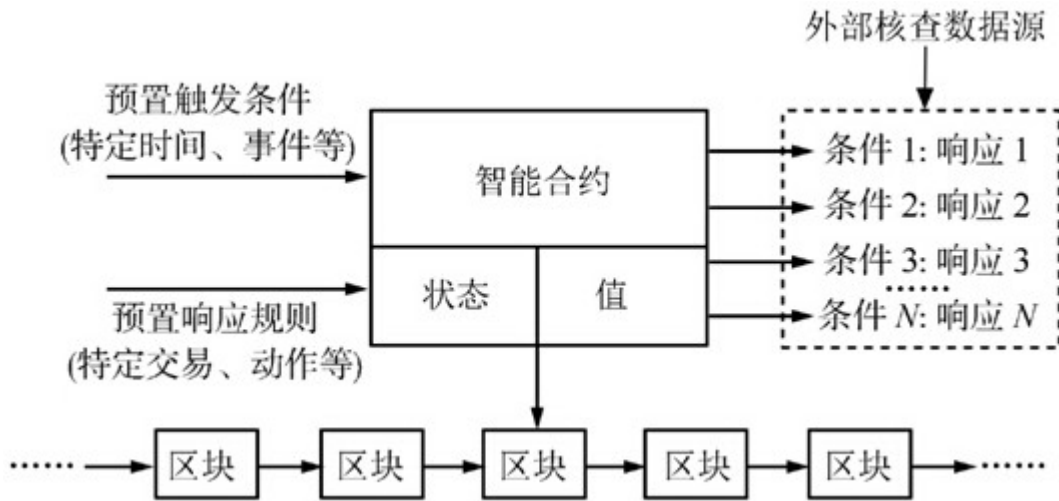 外部核查数据源
预置触发条件
(特定时间、事件等)
智能合约
状态
值
预置响应规则
(特定交易、动作等)
条件 1: 响应 1
条件 2: 响应 2
条件 3: 响应 3
······
条件 N: 响应 N
······
区块
区块
区块
区块
区块
······